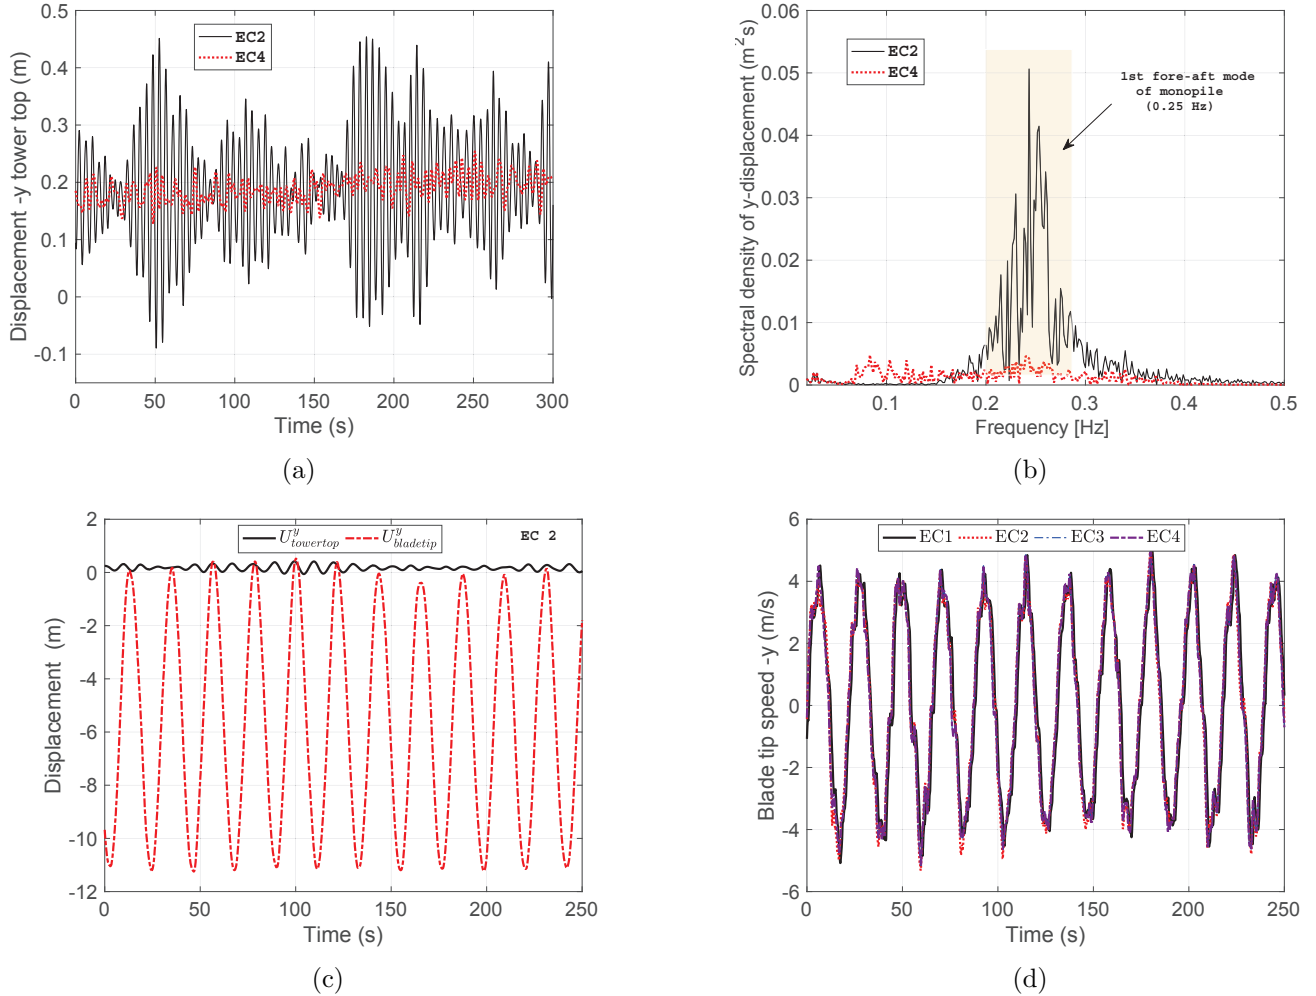 0.5
0.4
0.3
0.2
0.1
0
-0.1
Displacement -y tower top (m)
EC2
EC4
0 50 100 150 200 250 300
Time (s)
(a)
0.06
0.05
0.04
0.03
0.02
0.01
0
Spectral density of y-displacement (m²s)
EC2
EC4
1st fore-aft mode
of monopile
(0.25 Hz)
0.1 0.2 0.3 0.4 0.5
Frequency [Hz]
(b)
2
0
-2
-4
-6
-8
-10
-12
Displacement (m)
U^y_towertop U^y_bladetip
EC 2
0 50 100 150 200 250
Time (s)
(c)
6
4
2
0
-2
-4
-6
Blade tip speed -y (m/s)
EC1 EC2 EC3 EC4
0 50 100 150 200 250
Time (s)
(d)